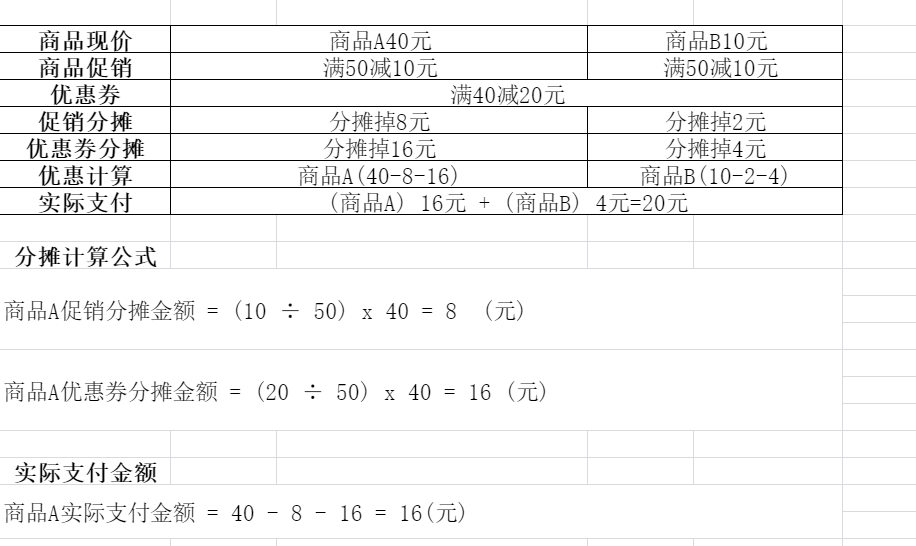 商品现价 商品A40元 商品B10元
商品促销 满50减10元 满50减10元
优惠券 满40减20元
促销分摊 分摊掉8元 分摊掉2元
优惠券分摊 分摊掉16元 分摊掉4元
优惠计算 商品A(40-8-16) 商品B(10-2-4)
实际支付 (商品A) 16元 + (商品B) 4元=20元
分摊计算公式
商品A促销分摊金额 = (10 ÷ 50) x 40 = 8 (元)
商品A优惠券分摊金额 = (20 ÷ 50) x 40 = 16 (元)
实际支付金额
商品A实际支付金额 = 40 - 8 - 16 = 16(元)